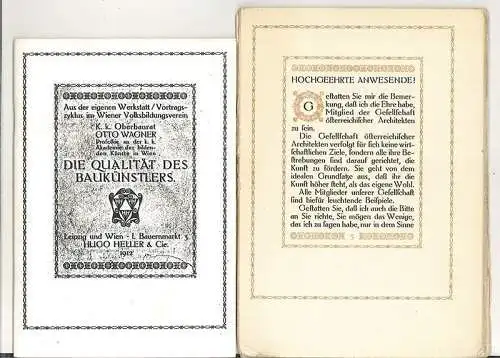 Aus der eigenen Werkstatt / Vortrags-
zyklus im Wiener Volksbildungsverein
K. k. Oberbaurat
OTTO WAGNER
Professor an der k. k.
Akademie der bilden-
den Künste in Wien
DIE QUALITÄT DES
BAUKÜNSTLERS.
Leipzig und Wien - I. Bauernmarkt 3
HUGO HELLER & Cie.
1912
HOCHGEEHRTE ANWESENDE!
Geſtatten Sie mir die Bemer-
kung, daß ich die Ehre habe,
Mitglied der Geſellſchaft
öſterreichiſcher Architekten
zu ſein.
Die Geſellſchaft öſterreichiſcher
Architekten verfolgt für ſich keine wirt-
ſchaftlichen Ziele, ſondern alle ihre Be-
ſtrebungen ſind darauf gerichtet, die
Kunſt zu fördern. Sie geht von dem
idealen Grundſatze aus, daß ihr die
Kunſt höher ſteht, als das eigene Wohl.
Alle Mitglieder unſerer Geſellſchaft
ſind hiefür leuchtende Beiſpiele.
Geſtatten Sie, daß ich auch die Bitte
an Sie richte, Sie mögen das Wenige,
das ich zu ſagen habe, nur in dem Sinne
5